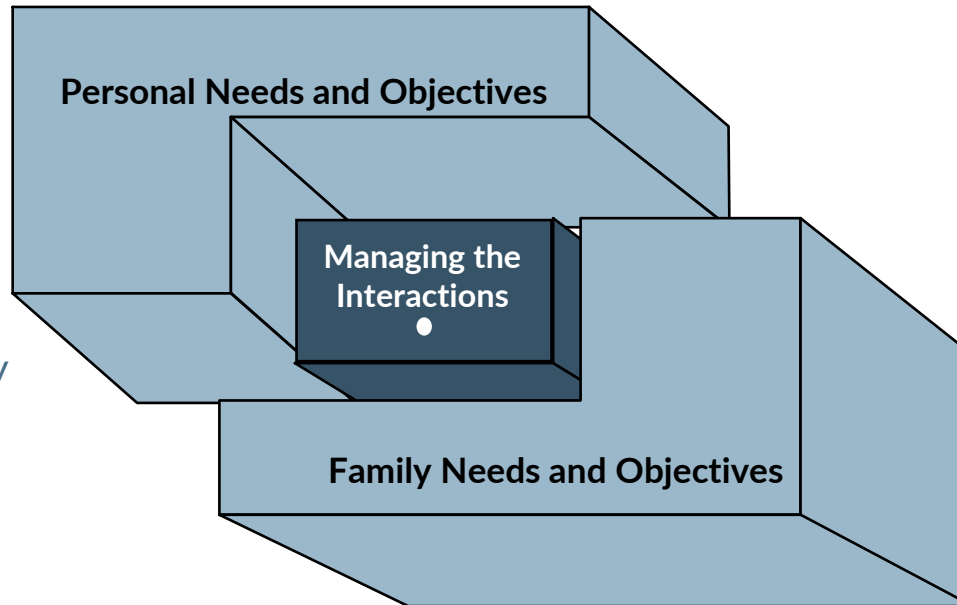 Personal Needs and Objectives
Managing the
Interactions
y
Family Needs and Objectives